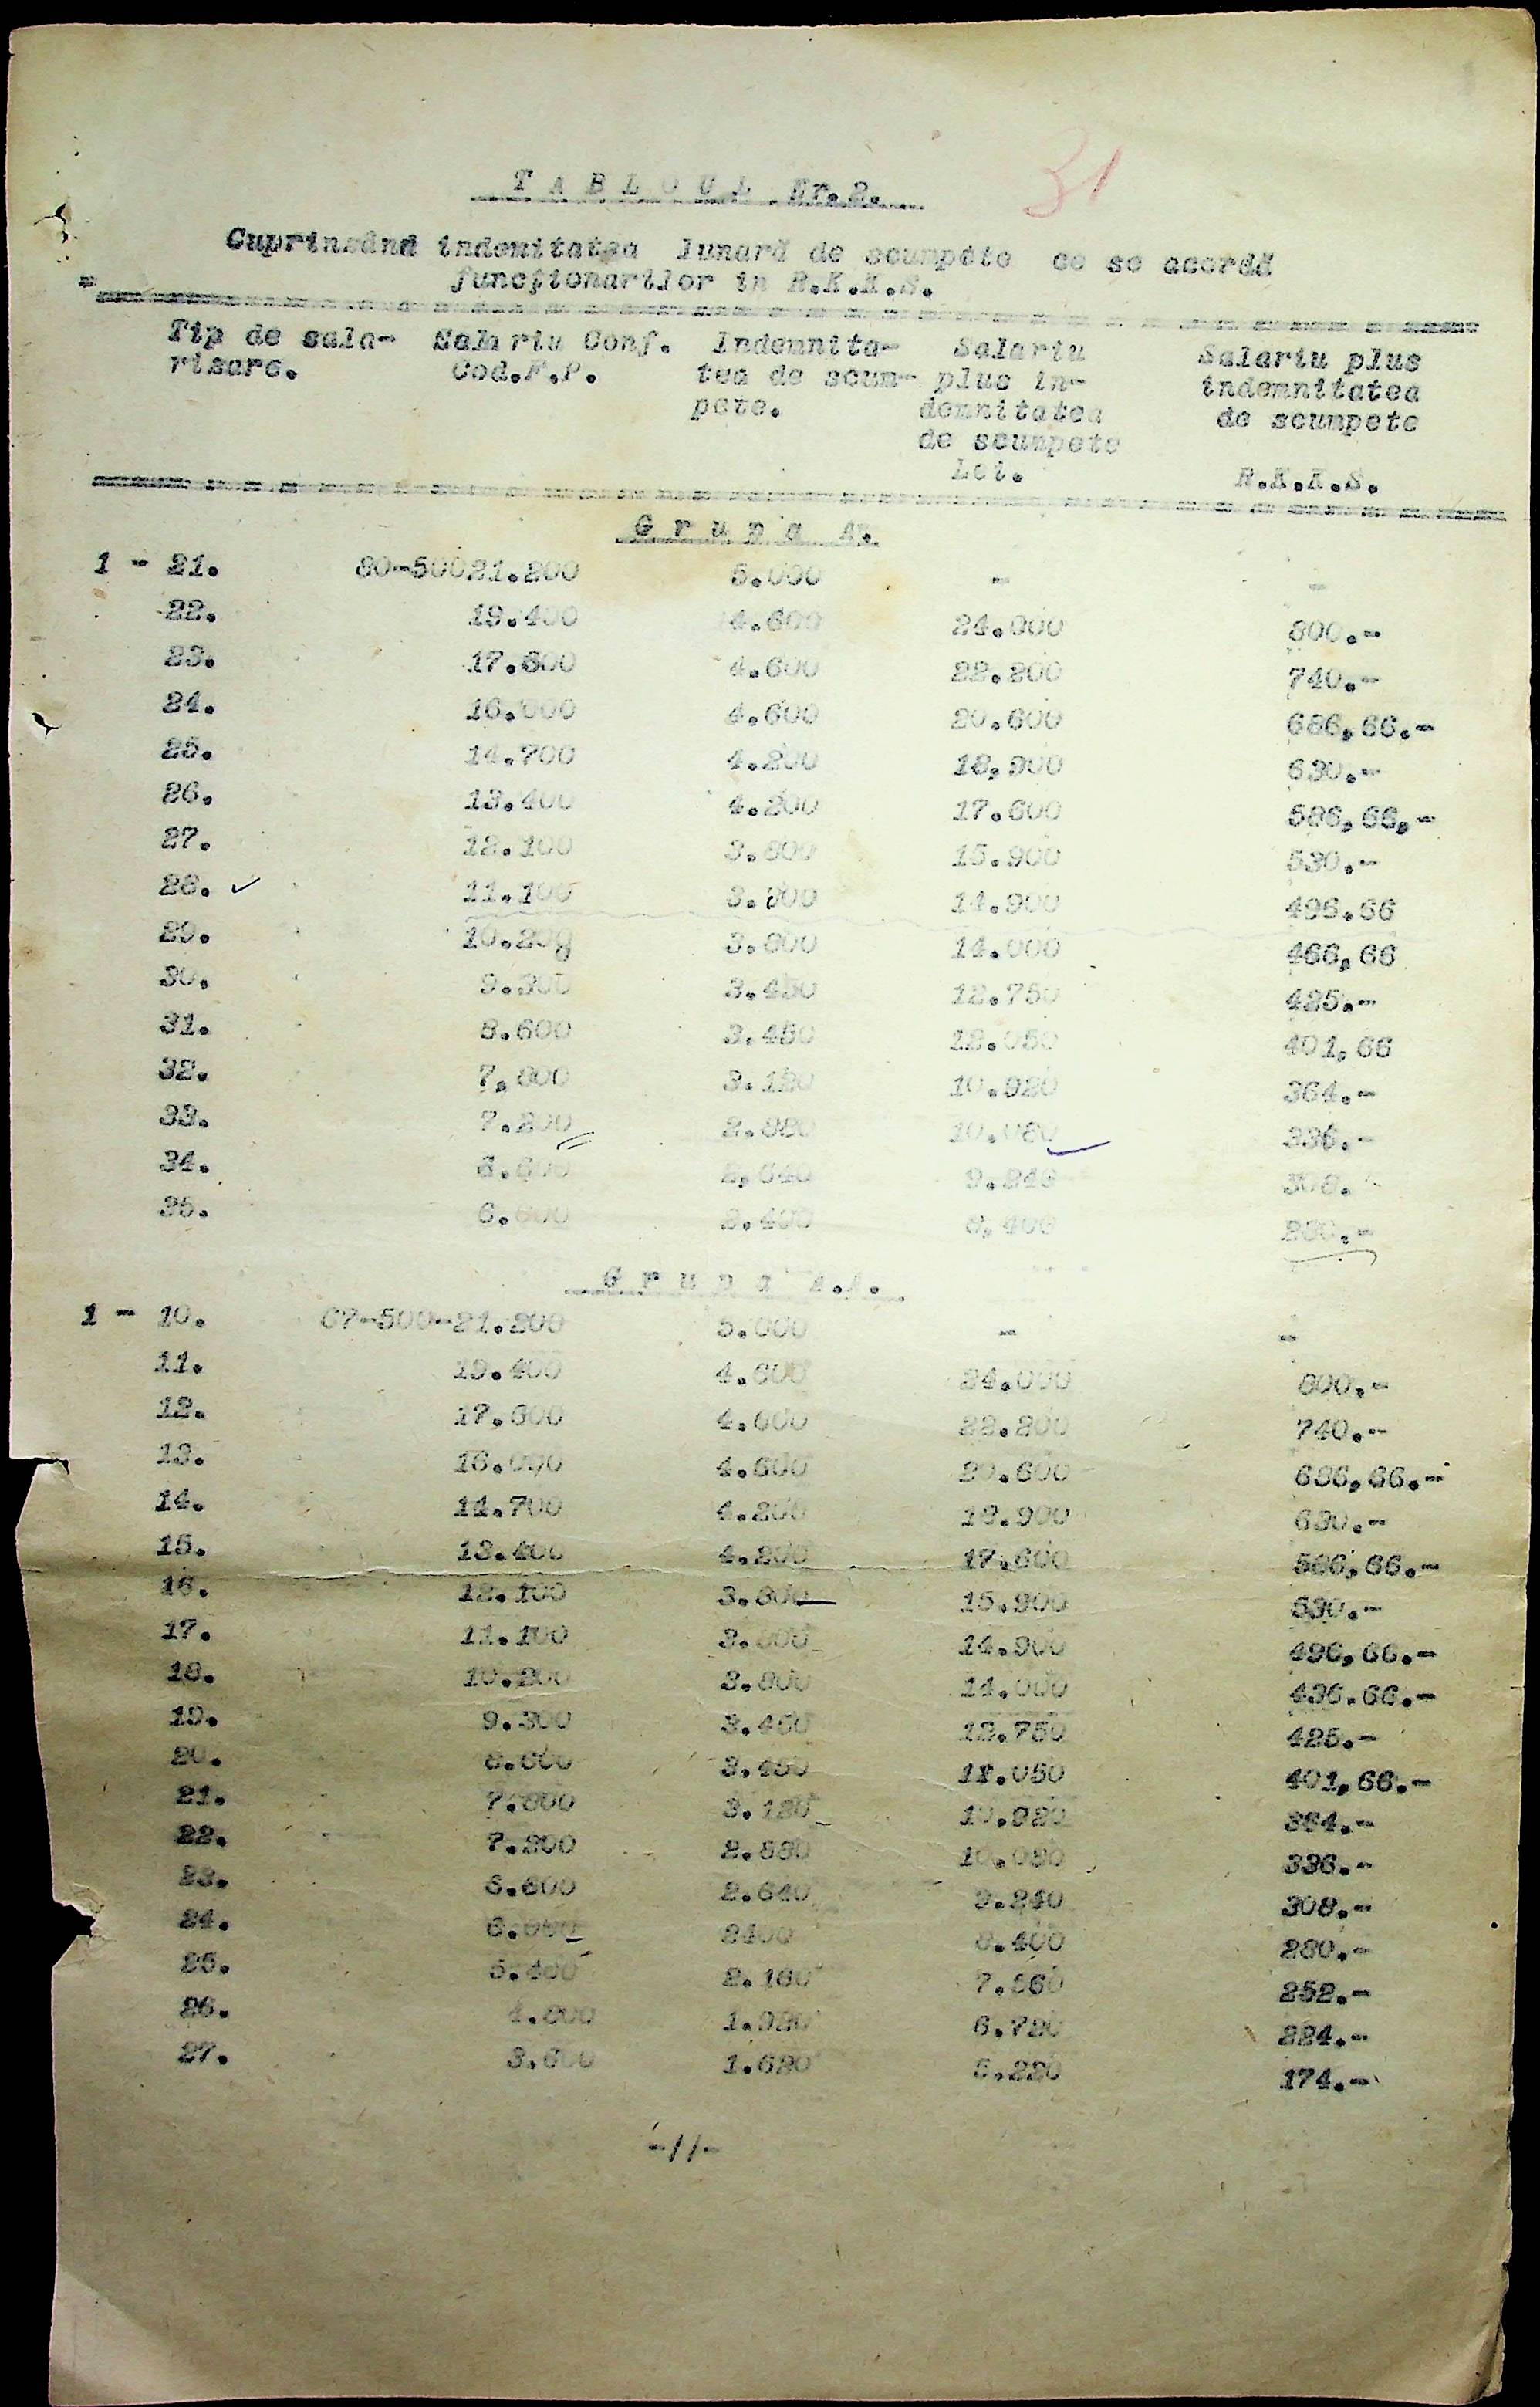 31
TABLOUL Nr.2.
Cuprinzând indemitatea lunară de scumpete ce se acordă
funcţionarilor in R.K.K.S.
Tip de sala- Salariu Conf. Indemnita- Salariu Salariu plus
risare. Cod.F.P. tea de scum- plus in- indemnitatea
pete. demnitatea de scumpete
de scumpete
Lei. R.K.K.S.
Grupa A.
1 - 21. 80-50021.200 5.000 - -
22. 19.400 4.600 24.000 800.-
23. 17.600 4.600 22.200 740.-
24. 16.000 4.600 20.600 686,66.-
25. 14.700 4.200 18,900 630.-
26. 13.400 4.200 17.600 586,66,-
27. 12.100 3.800 15.900 530.-
28. 11.100 3.800 14.900 496.66
29. 10.200 3.800 14.000 466,66
30. 9.300 3.450 12.750 425.-
31. 8.600 3.450 12.050 401,66
32. 7,800 3.120 10.920 364.-
33. 7.200 2.880 10.080 336.-
34. 6.600 2,640 9.240 308.
35. 6.000 2.400 8,400 280.-
Grupa A.A.
1 - 10. 67-500-21.200 5.000 - -
11. 19.400 4.600 24.000 800.-
12. 17.600 4.600 22.200 740.-
13. 16.000 4.600 20.600 686,66.-
14. 14.700 4.200 18.900 630.-
15. 13.400 4.200 17.600 586,66.-
16. 12.100 3.800 15.900 530.-
17. 11.100 3.800 14.900 496,66.-
18. 10.200 3.800 14.000 436.66.-
19. 9.300 3.450 12.750 425.-
20. 8.600 3.450 12.050 401,66.-
21. 7.800 3.120 10.920 364.-
22. 7.200 2.880 10.080 336.-
23. 6.600 2.640 9.240 308.-
24. 6.000 2400 8.400 280.-
25. 5.400 2.160 7.560 252.-
26. 4.800 1.920 6.720 224.-
27. 3.600 1.620 5.220 174.-
-//-